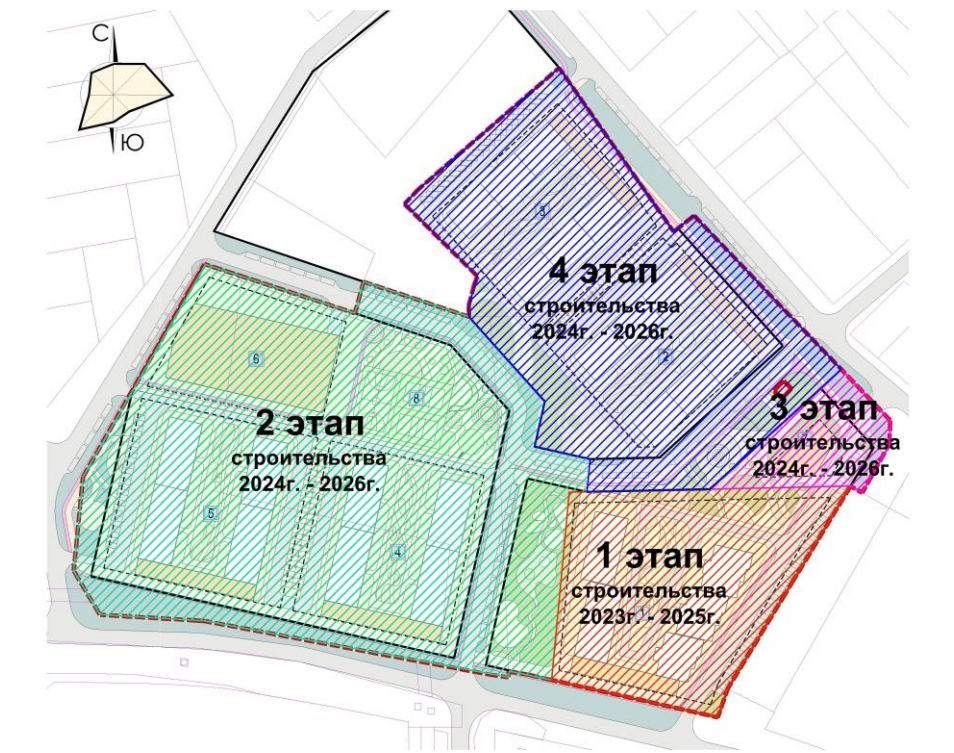 С
Ю
3
4 этап
строительства
2024г. - 2026г.
2
6
8
3 этап
строительства
2024г. - 2026г.
2 этап
строительства
2024г. - 2026г.
5
4
1 этап
строительства
2023г. - 2025г.
1